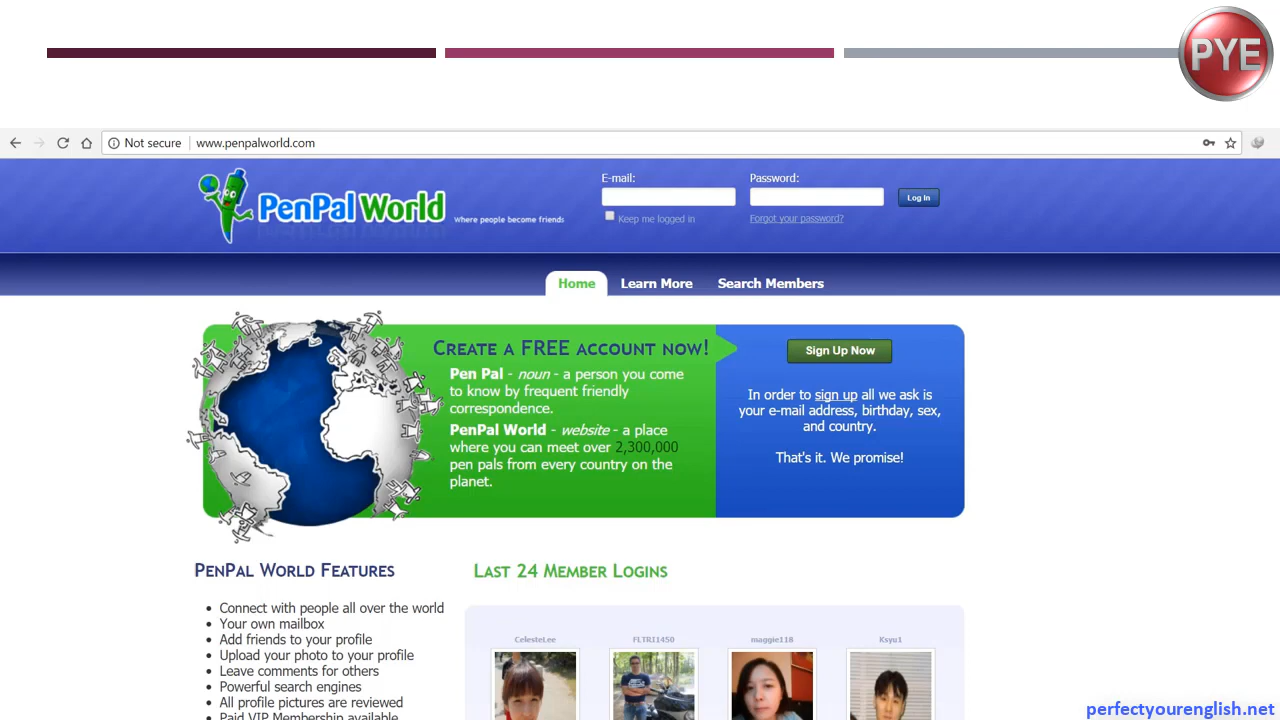 PYE
Not secure
www.penpalworld.com
E-mail:
Password:
PenPal World
where people become friends
Log In
Keep me logged in
Forgot your password?
Home
Learn More
Search Members
Create a FREE account now!
Pen Pal - noun - a person you come
to know by frequent friendly
correspondence.
PenPal World - website - a place
where you can meet over 2,300,000
pen pals from every country on the
planet.
Sign Up Now
In order to sign up all we ask is
your e-mail address, birthday, sex,
and country.
That's it. We promise!
PenPal World Features
Connect with people all over the world
Your own mailbox
Add friends to your profile
Upload your photo to your profile
Leave comments for others
Powerful search engines
All profile pictures are reviewed
Paid VIP Membership available
Last 24 Member Logins
CelesteLee
FLTRJ1450
maggie118
Ksyu1
perfectyourenglish.net